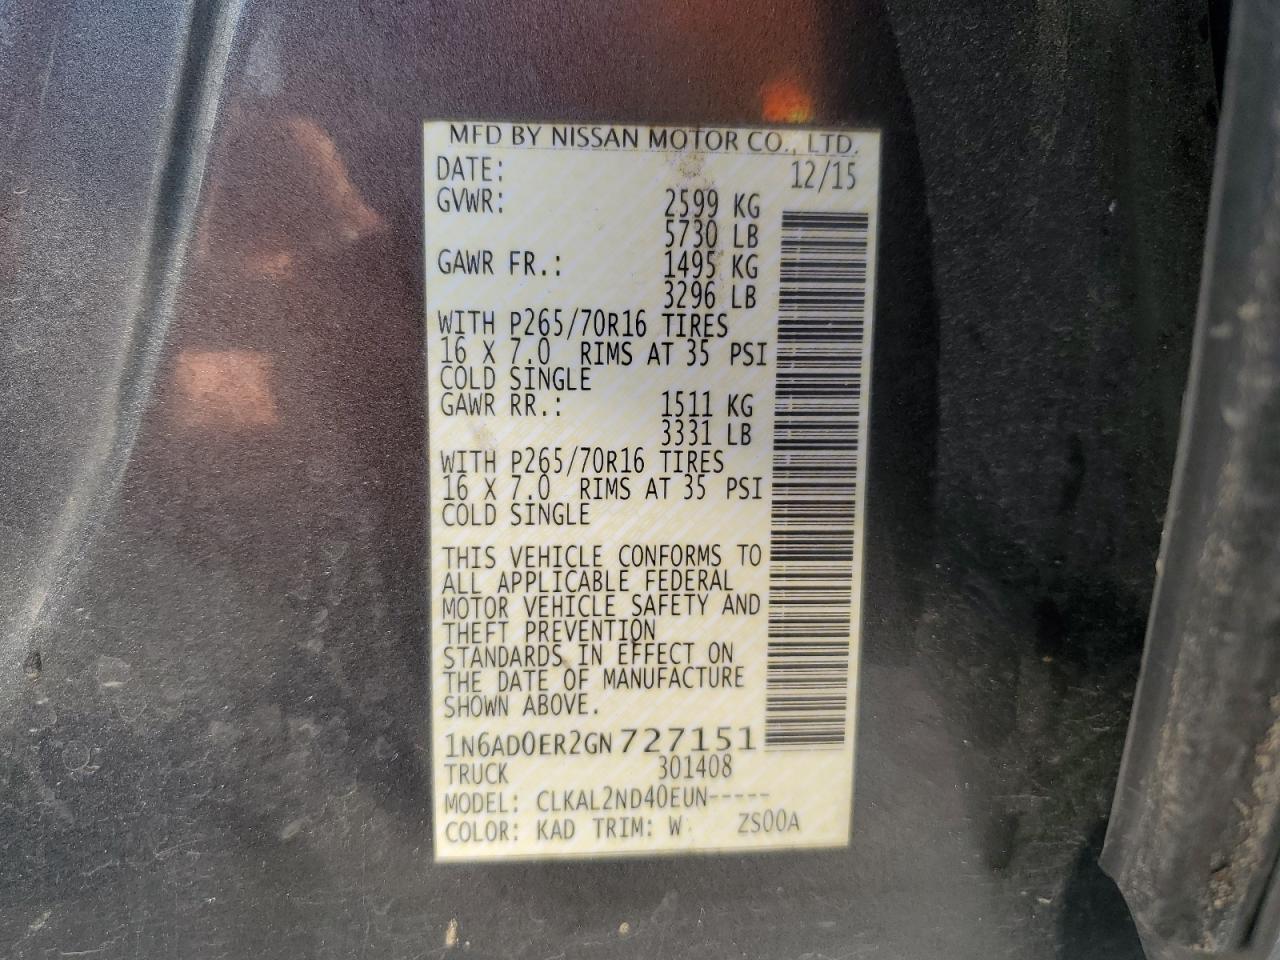 MFD BY NISSAN MOTOR CO., LTD.
DATE: 12/15
GVWR: 2599 KG
5730 LB
GAWR FR.: 1495 KG
3296 LB
WITH P265/70R16 TIRES
16 X 7.0 RIMS AT 35 PSI
COLD SINGLE
GAWR RR.: 1511 KG
3331 LB
WITH P265/70R16 TIRES
16 X 7.0 RIMS AT 35 PSI
COLD SINGLE
THIS VEHICLE CONFORMS TO
ALL APPLICABLE FEDERAL
MOTOR VEHICLE SAFETY AND
THEFT PREVENTION
STANDARDS IN EFFECT ON
THE DATE OF MANUFACTURE
SHOWN ABOVE.
1N6AD0ER2GN727151
TRUCK 301408
MODEL: CLKAL2ND40EUN-----
COLOR: KAD TRIM: W ZS00A